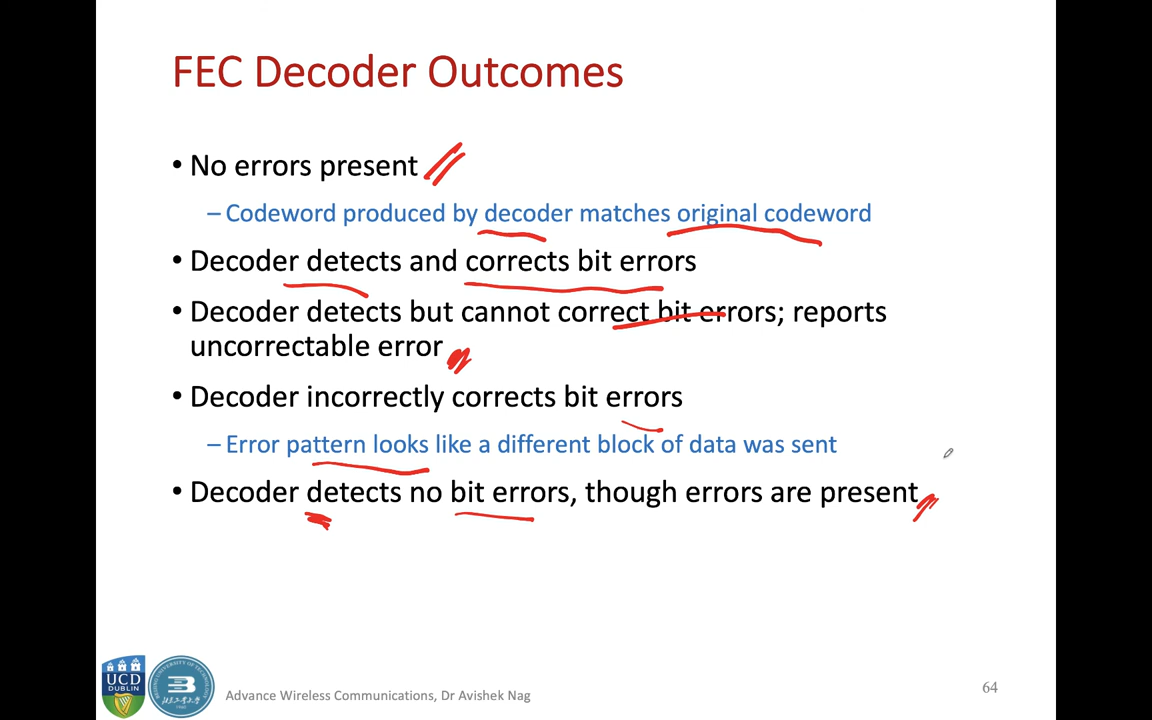 FEC Decoder Outcomes
• No errors present
– Codeword produced by decoder matches original codeword
• Decoder detects and corrects bit errors
• Decoder detects but cannot correct bit errors; reports
uncorrectable error
• Decoder incorrectly corrects bit errors
– Error pattern looks like a different block of data was sent
• Decoder detects no bit errors, though errors are present
UCD
DUBLIN
Advance Wireless Communications, Dr Avishek Nag
64